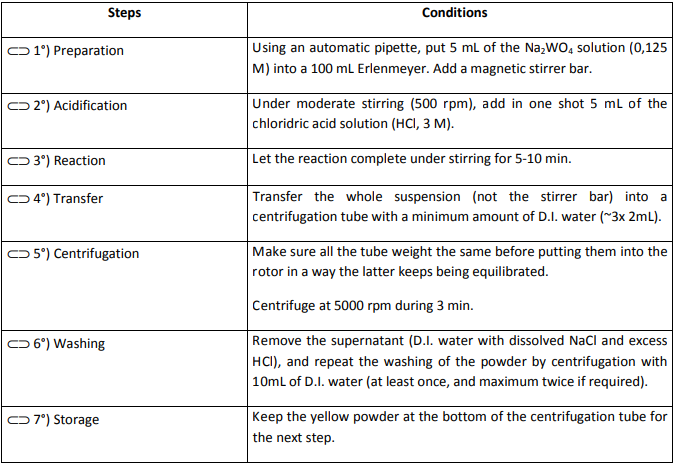 Steps
Conditions
⊂⊃ 1°) Preparation
Using an automatic pipette, put 5 mL of the Na₂WO₄ solution (0,125
M) into a 100 mL Erlenmeyer. Add a magnetic stirrer bar.
⊂⊃ 2°) Acidification
Under moderate stirring (500 rpm), add in one shot 5 mL of the
chloridric acid solution (HCl, 3 M).
⊂⊃ 3°) Reaction
Let the reaction complete under stirring for 5-10 min.
⊂⊃ 4°) Transfer
Transfer the whole suspension (not the stirrer bar) into a
centrifugation tube with a minimum amount of D.I. water (~3x 2mL).
⊂⊃ 5°) Centrifugation
Make sure all the tube weight the same before putting them into the
rotor in a way the latter keeps being equilibrated.
Centrifuge at 5000 rpm during 3 min.
⊂⊃ 6°) Washing
Remove the supernatant (D.I. water with dissolved NaCl and excess
HCl), and repeat the washing of the powder by centrifugation with
10mL of D.I. water (at least once, and maximum twice if required).
⊂⊃ 7°) Storage
Keep the yellow powder at the bottom of the centrifugation tube for
the next step.